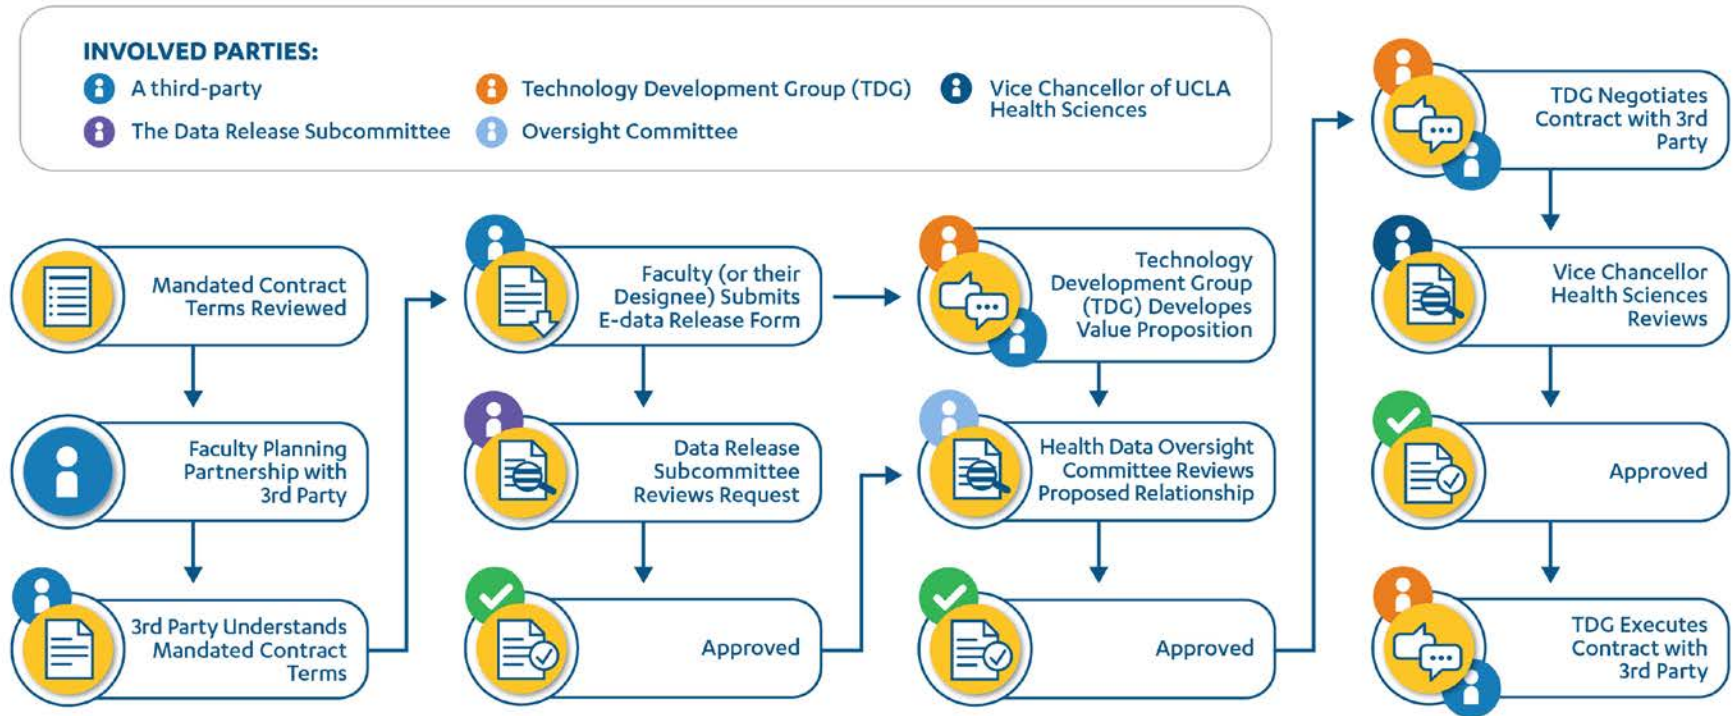 INVOLVED PARTIES:
A third-party
The Data Release Subcommittee
Technology Development Group (TDG)
Oversight Committee
Vice Chancellor of UCLA
Health Sciences
Mandated Contract
Terms Reviewed
Faculty Planning
Partnership with
3rd Party
3rd Party Understands
Mandated Contract
Terms
Faculty (or their
Designee) Submits
E-data Release Form
Data Release
Subcommittee
Reviews Request
Approved
Technology
Development Group
(TDG) Developes
Value Proposition
Health Data Oversight
Committee Reviews
Proposed Relationship
Approved
TDG Negotiates
Contract with 3rd
Party
Vice Chancellor
Health Sciences
Reviews
Approved
TDG Executes
Contract with
3rd Party